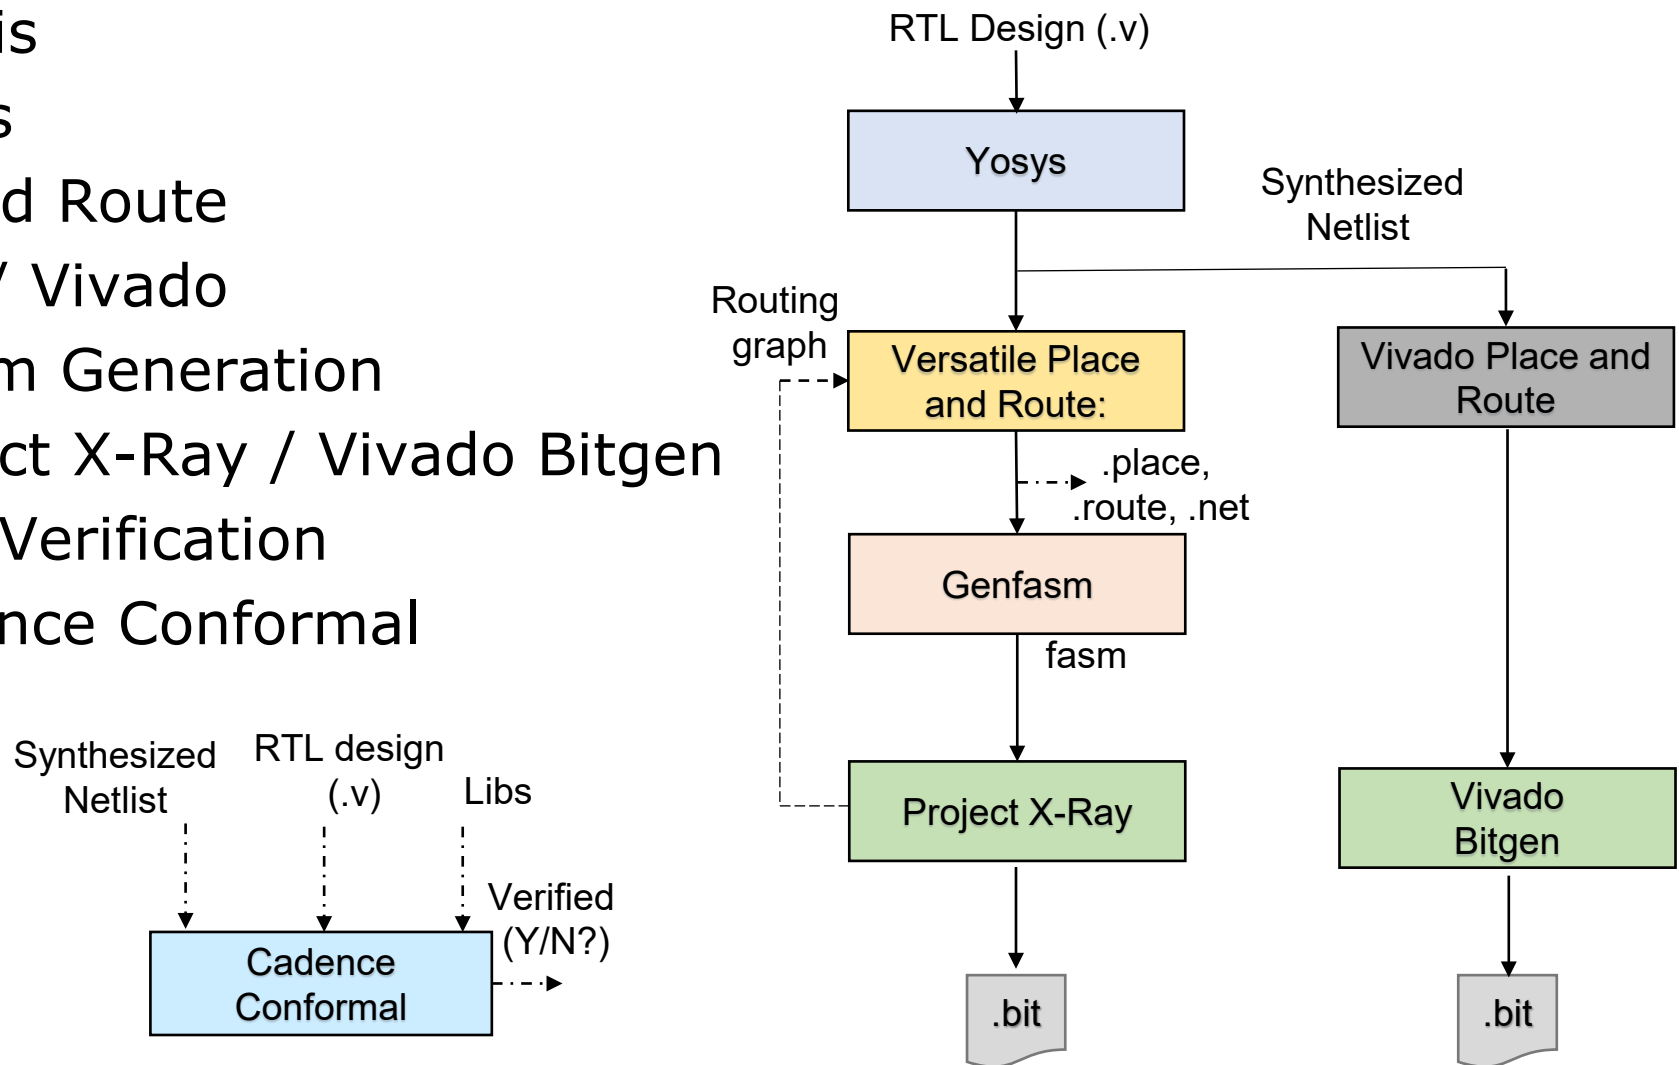 is
s
d Route
/ Vivado
m Generation
ct X-Ray / Vivado Bitgen
Verification
nce Conformal
RTL Design (.v)
Yosys
Synthesized
Netlist
Routing
graph
Versatile Place
and Route:
Vivado Place and
Route
.place,
.route, .net
Genfasm
fasm
Project X-Ray
Vivado
Bitgen
.bit
.bit
Synthesized
Netlist
RTL design
(.v)
Libs
Verified
(Y/N?)
Cadence
Conformal